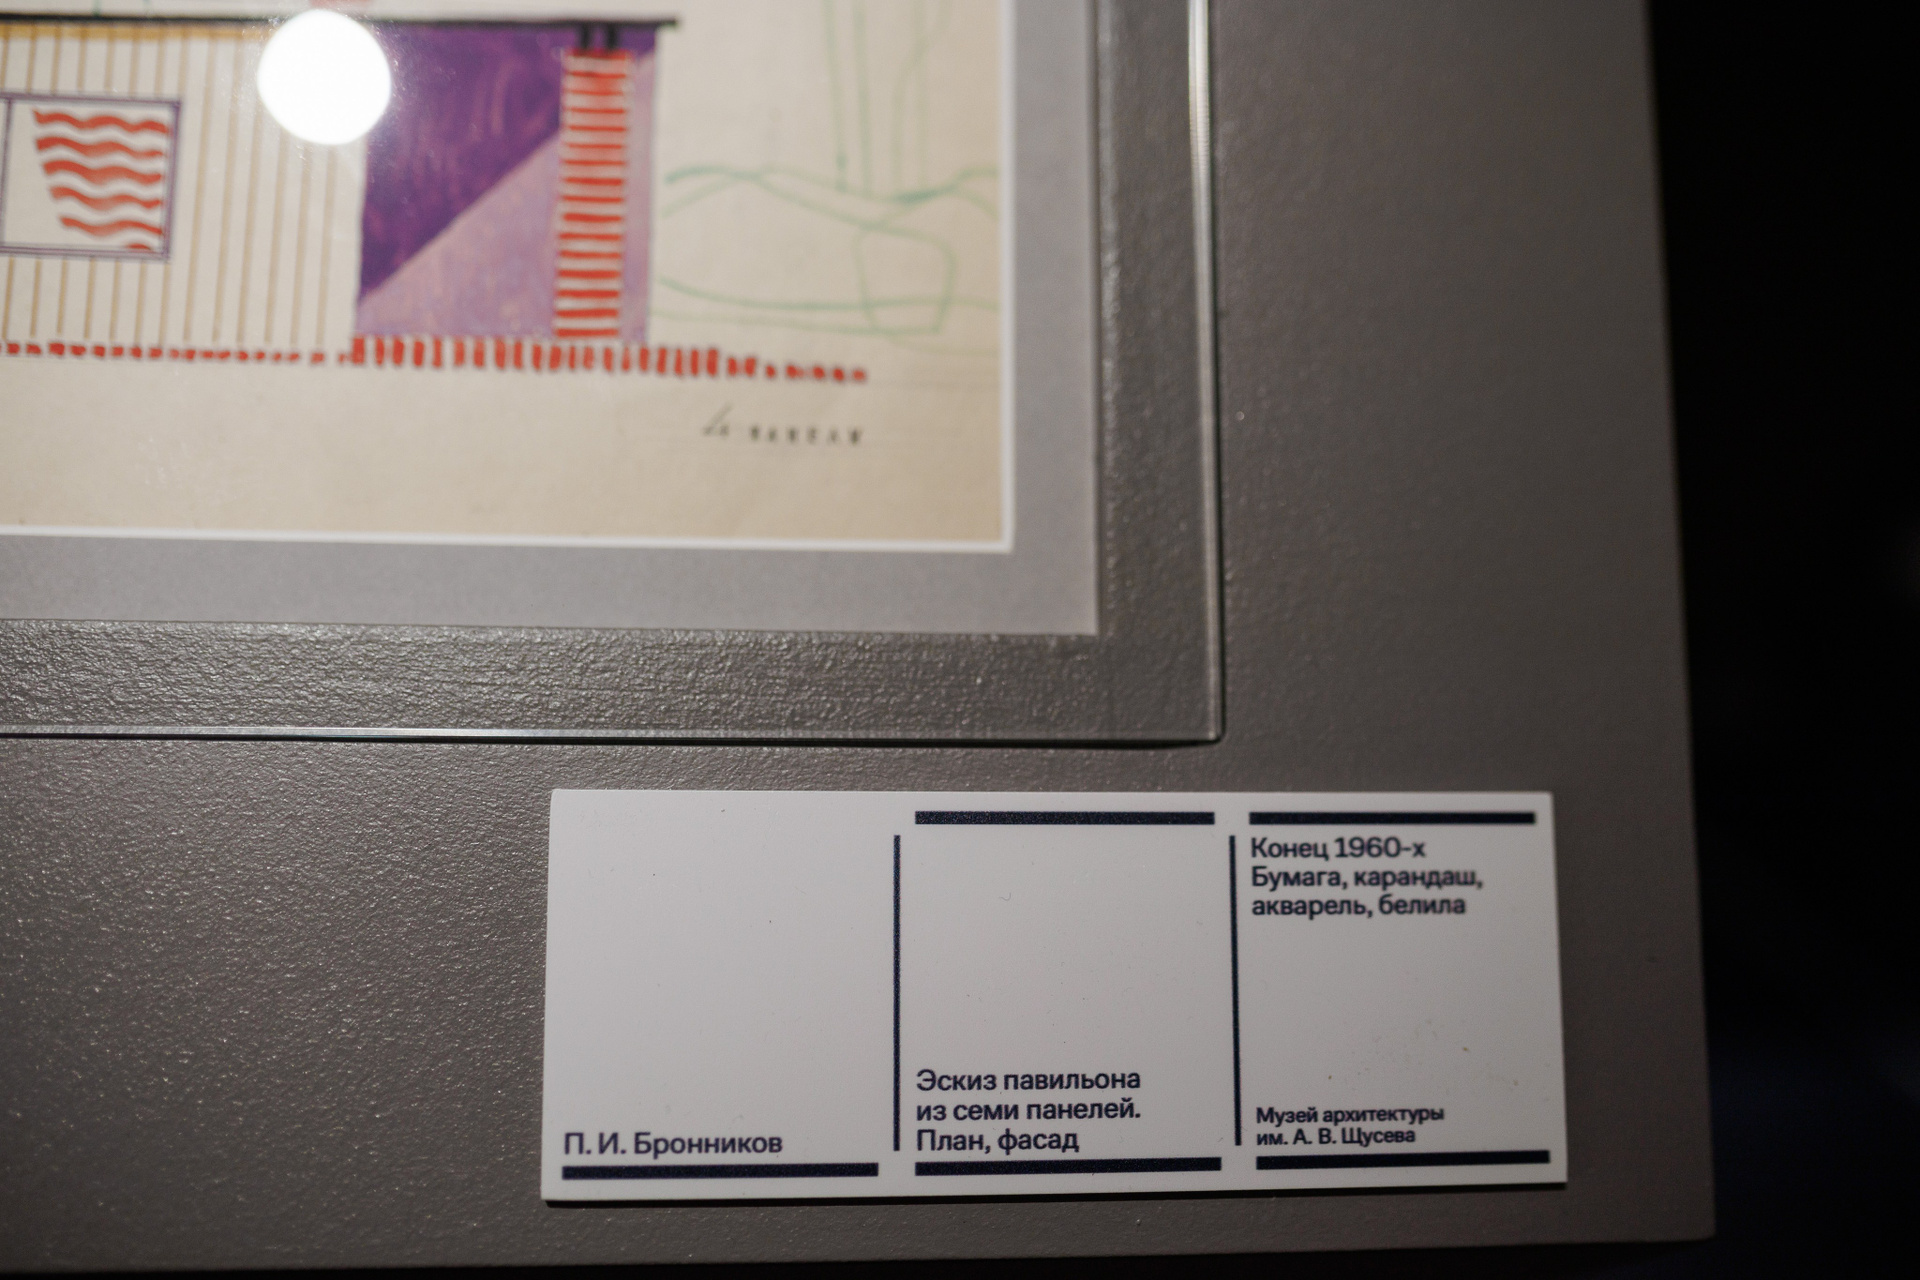 П. И. Бронников
Эскиз павильона
из семи панелей.
План, фасад
Конец 1960-х
Бумага, карандаш,
акварель, белила
Музей архитектуры
им. А. В. Щусева